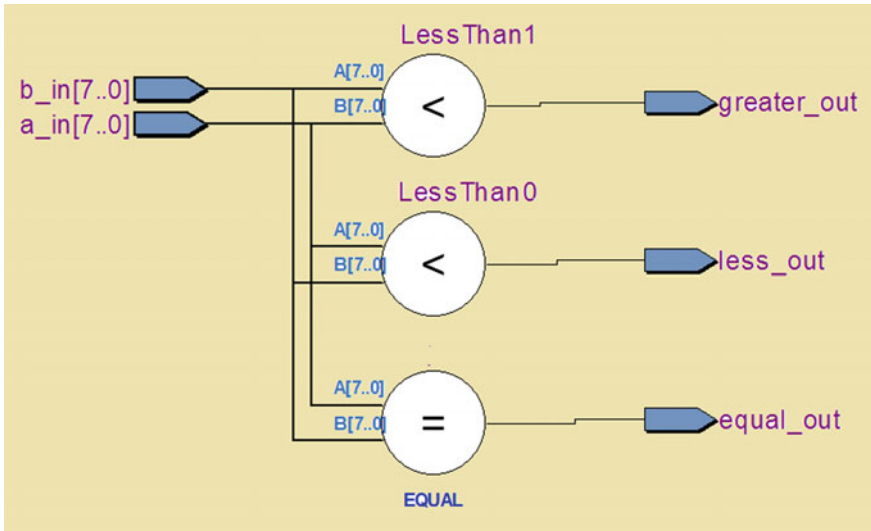 LessThan1
b_in[7..0]
a_in[7..0]
A[7..0]
B[7..0]
<
greater_out
LessThan0
A[7..0]
B[7..0]
<
less_out
A[7..0]
B[7..0]
=
equal_out
EQUAL